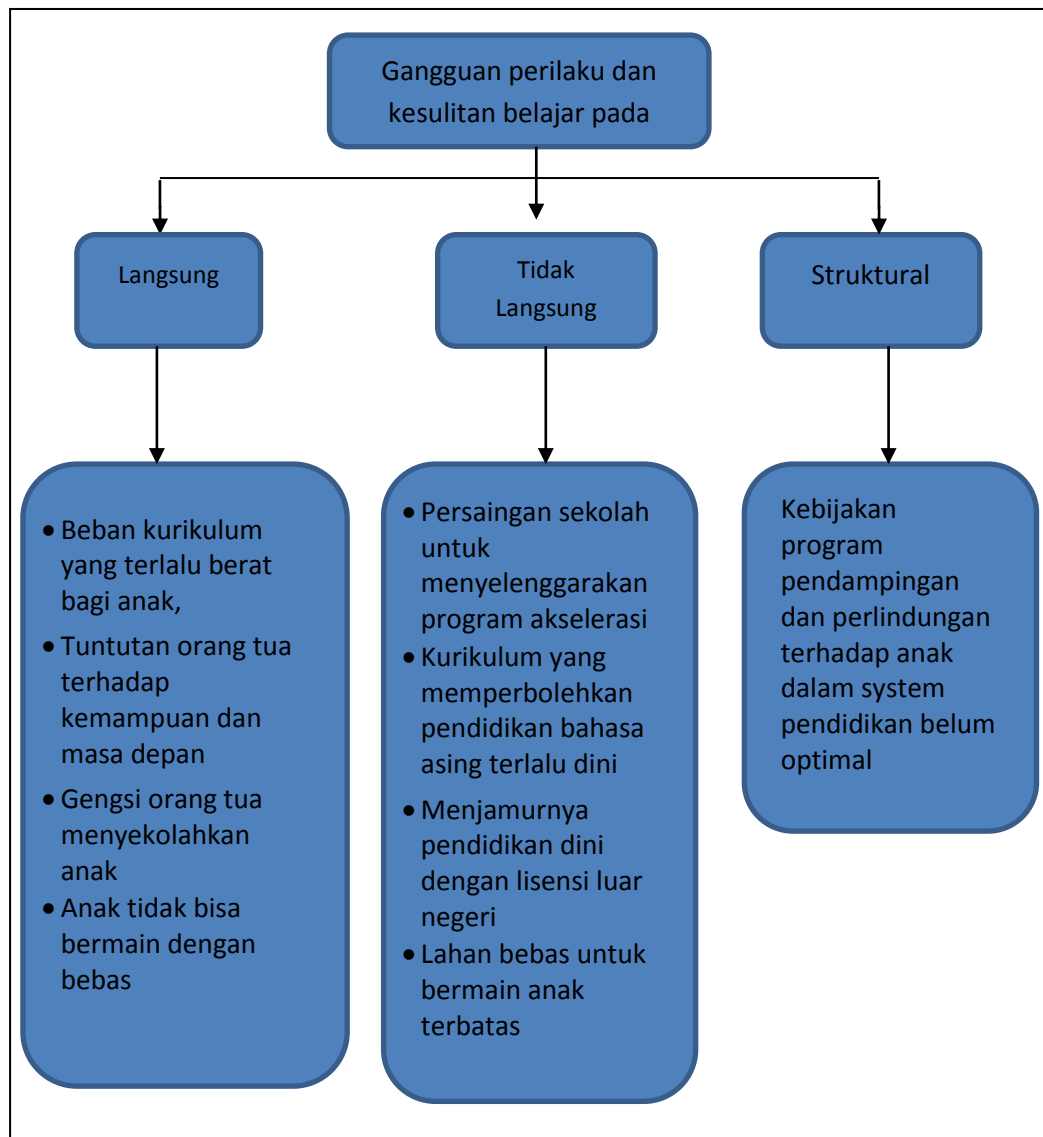 Gangguan perilaku dan
kesulitan belajar pada
Langsung
Tidak
Langsung
Struktural
• Beban kurikulum
yang terlalu berat
bagi anak,
• Tuntutan orang tua
terhadap
kemampuan dan
masa depan
• Gengsi orang tua
menyekolahkan
anak
• Anak tidak bisa
bermain dengan
bebas
• Persaingan sekolah
untuk
menyelenggarakan
program akselerasi
• Kurikulum yang
memperbolehkan
pendidikan bahasa
asing terlalu dini
• Menjamurnya
pendidikan dini
dengan lisensi luar
negeri
• Lahan bebas untuk
bermain anak
terbatas
Kebijakan
program
pendampingan
dan perlindungan
terhadap anak
dalam system
pendidikan belum
optimal